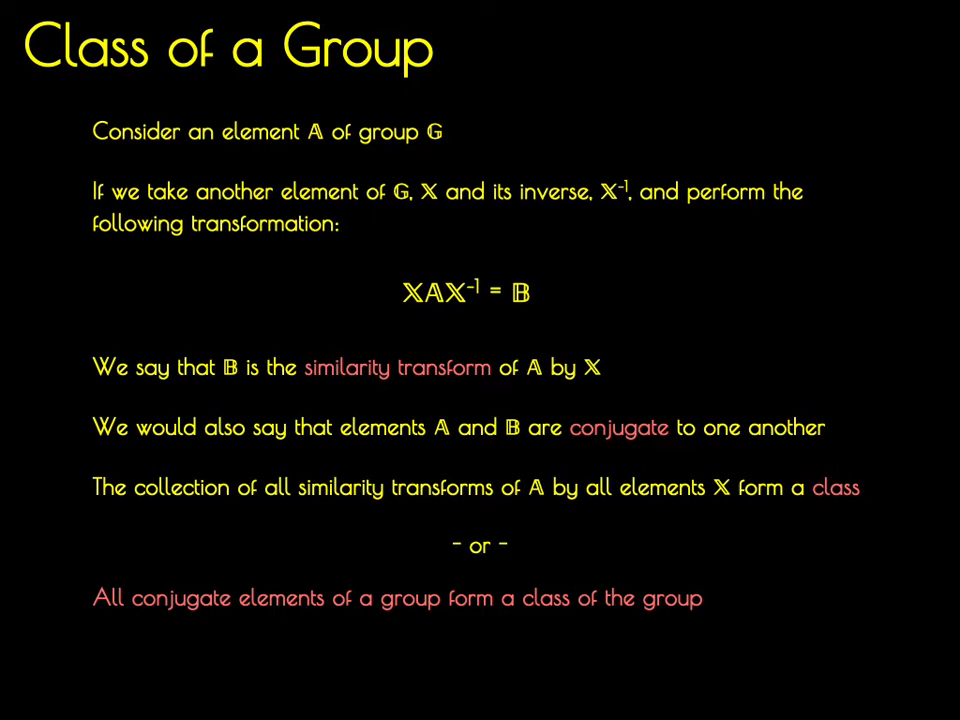 Class of a Group
Consider an element 𝔸 of group 𝔾
If we take another element of 𝔾, 𝕏 and its inverse, 𝕏⁻¹, and perform the
following transformation:
𝕏𝔸𝕏⁻¹ = 𝔹
We say that 𝔹 is the similarity transform of 𝔸 by 𝕏
We would also say that elements 𝔸 and 𝔹 are conjugate to one another
The collection of all similarity transforms of 𝔸 by all elements 𝕏 form a class
- or -
All conjugate elements of a group form a class of the group